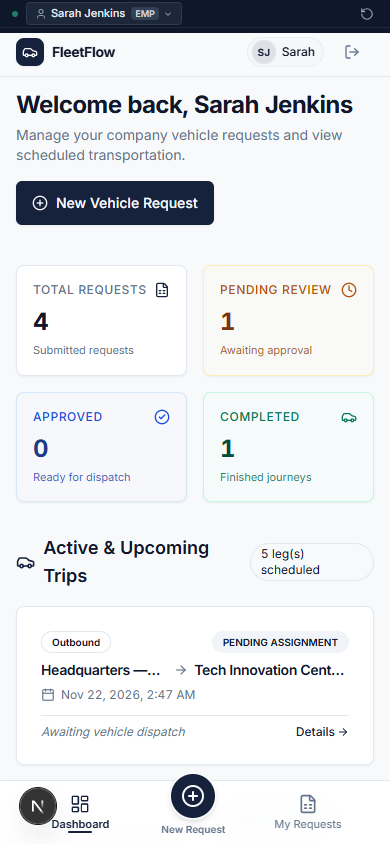 Sarah Jenkins EMP
FleetFlow
SJ Sarah
Welcome back, Sarah Jenkins
Manage your company vehicle requests and view
scheduled transportation.
New Vehicle Request
TOTAL REQUESTS
4
Submitted requests
PENDING REVIEW
1
Awaiting approval
APPROVED
0
Ready for dispatch
COMPLETED
1
Finished journeys
Active & Upcoming
Trips
5 leg(s)
scheduled
Outbound
PENDING ASSIGNMENT
Headquarters —... → Tech Innovation Cent...
Nov 22, 2026, 2:47 AM
Awaiting vehicle dispatch
Details →
N
Dashboard
New Request
My Requests